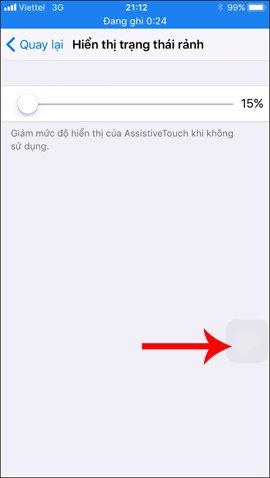 Viettel 3G 21:12 99%
Đang ghi 0:24
Quay lại Hiển thị trạng thái rảnh
15%
Giảm mức độ hiển thị của AssistiveTouch khi không
sử dụng.